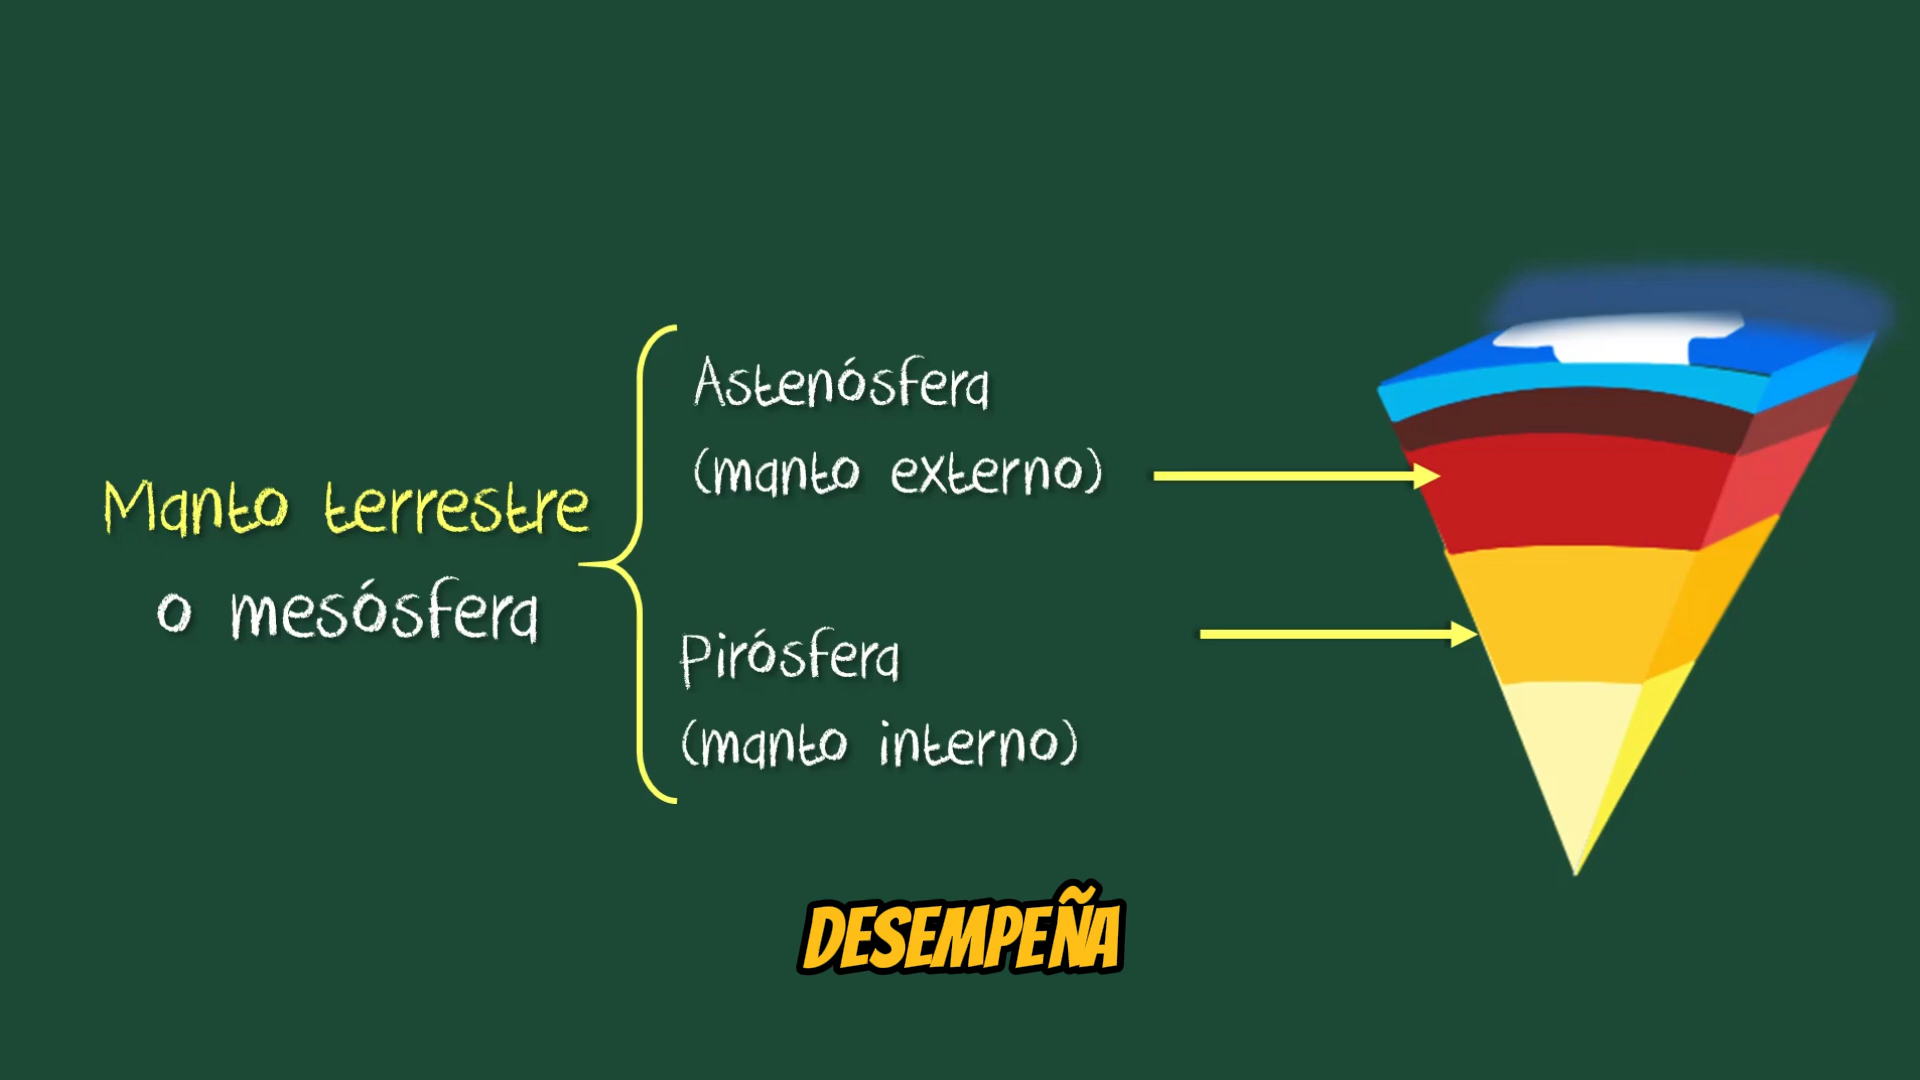 Manto terrestre
o mesósfera
Astenósfera
(manto externo)
Pirósfera
(manto interno)
DESEMPEÑA